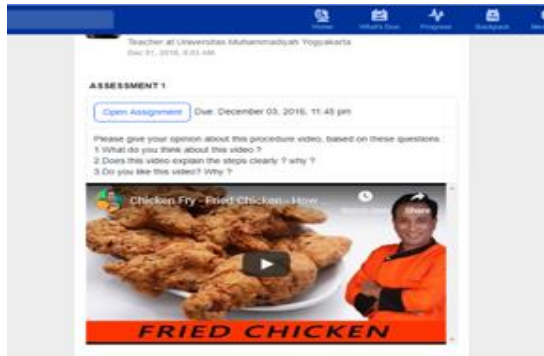 Home What's Due Progress Backpack
Teacher at Universitas Muhammadiyah Yogyakarta
Dec 01, 2016, 8:03 AM
ASSESSMENT 1
Open Assignment Due: December 03, 2016, 11:45 pm
Please give your opinion about this procedure video, based on these questions :
1.What do you think about this video ?
2.Does this video explain the steps clearly ? why ?
3.Do you like this video? Why ?
Chicken Fry - Fried Chicken - How...
Share
FRIED CHICKEN